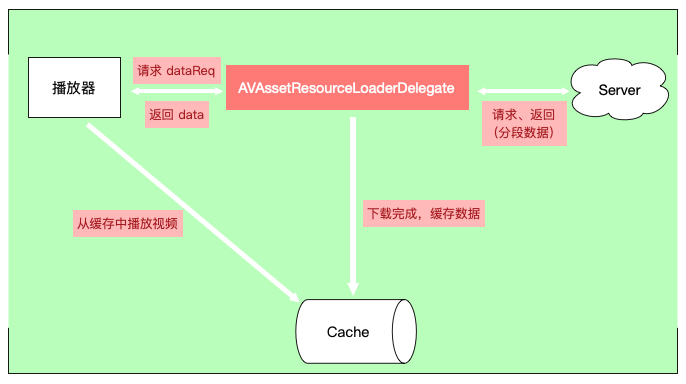 请求 dataReq
播放器
AVAssetResourceLoaderDelegate
Server
返回 data
请求、返回
（分段数据）
从缓存中播放视频
下载完成，缓存数据
Cache